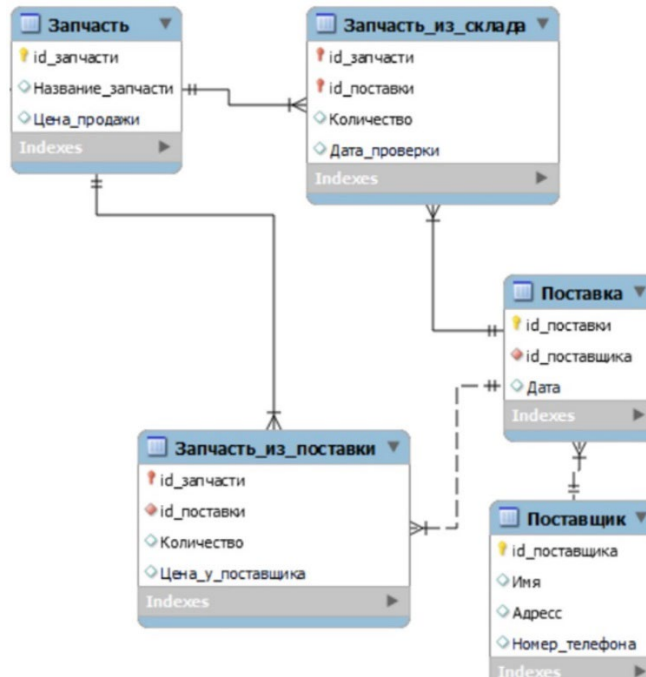 Запчасть
id_запчасти
Название_запчасти
Цена_продажи
Indexes
Запчасть_из_склада
id_запчасти
id_поставки
Количество
Дата_проверки
Indexes
Поставка
id_поставки
id_поставщика
Дата
Indexes
Запчасть_из_поставки
id_запчасти
id_поставки
Количество
Цена_у_поставщика
Indexes
Поставщик
id_поставщика
Имя
Адресс
Номер_телефона
Indexes